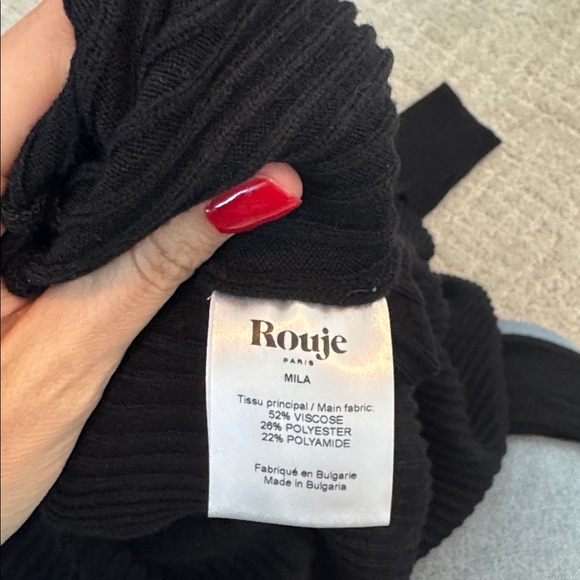 Rouje
PARIS
MILA
Tissu principal / Main fabric:
52% VISCOSE
26% POLYESTER
22% POLYAMIDE
Fabriqué en Bulgarie
Made in Bulgaria